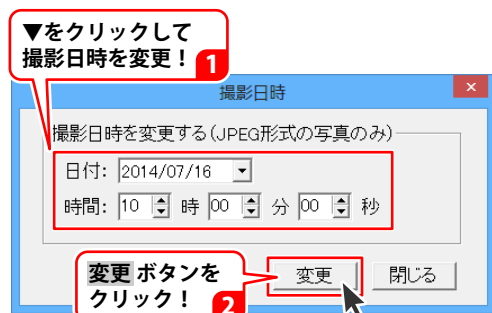 ▼をクリックして
撮影日時を変更！ 1
撮影日時 ×
撮影日時を変更する(JPEG形式の写真のみ)
日付: 2014/07/16
時間: 10 時 00 分 00 秒
変更 ボタンを
クリック！ 2
変更 閉じる